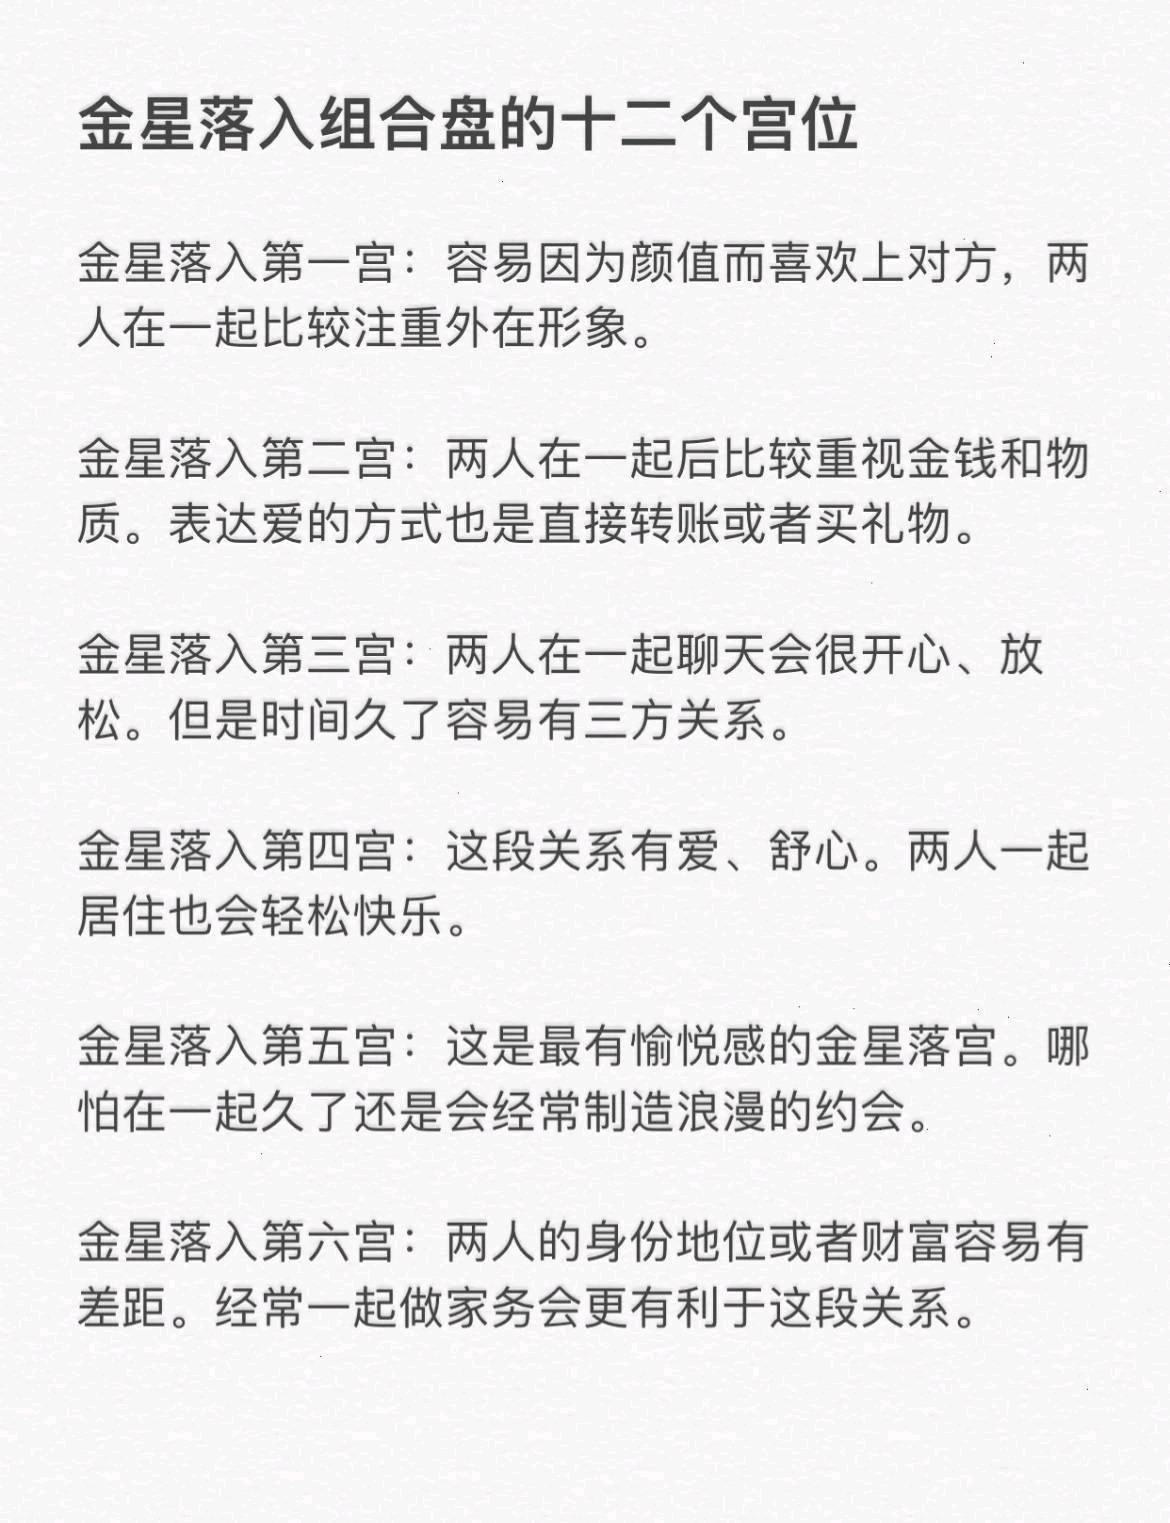 金星落入组合盘的十二个宫位
金星落入第一宫：容易因为颜值而喜欢上对方，两
人在一起比较注重外在形象。
金星落入第二宫：两人在一起后比较重视金钱和物
质。表达爱的方式也是直接转账或者买礼物。
金星落入第三宫：两人在一起聊天会很开心、放
松。但是时间久了容易有三方关系。
金星落入第四宫：这段关系有爱、舒心。两人一起
居住也会轻松快乐。
金星落入第五宫：这是最有愉悦感的金星落宫。哪
怕在一起久了还是会经常制造浪漫的约会。
金星落入第六宫：两人的身份地位或者财富容易有
差距。经常一起做家务会更有利于这段关系。